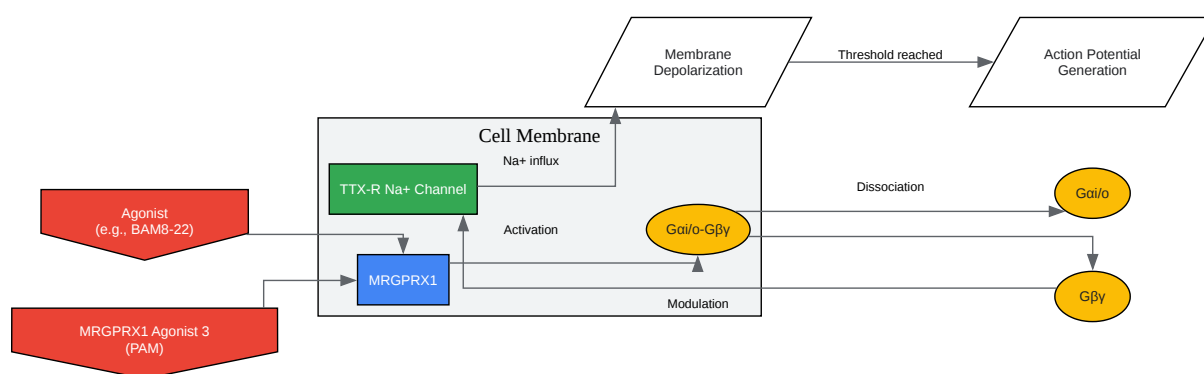 Membrane
Depolarization
Threshold reached
Action Potential
Generation
Cell Membrane
Na+ influx
TTX-R Na+ Channel
Dissociation
Gαi/o
Agonist
(e.g., BAM8-22)
Activation
Gαi/o-Gβγ
MRGPRX1
Gβγ
Modulation
MRGPRX1 Agonist 3
(PAM)